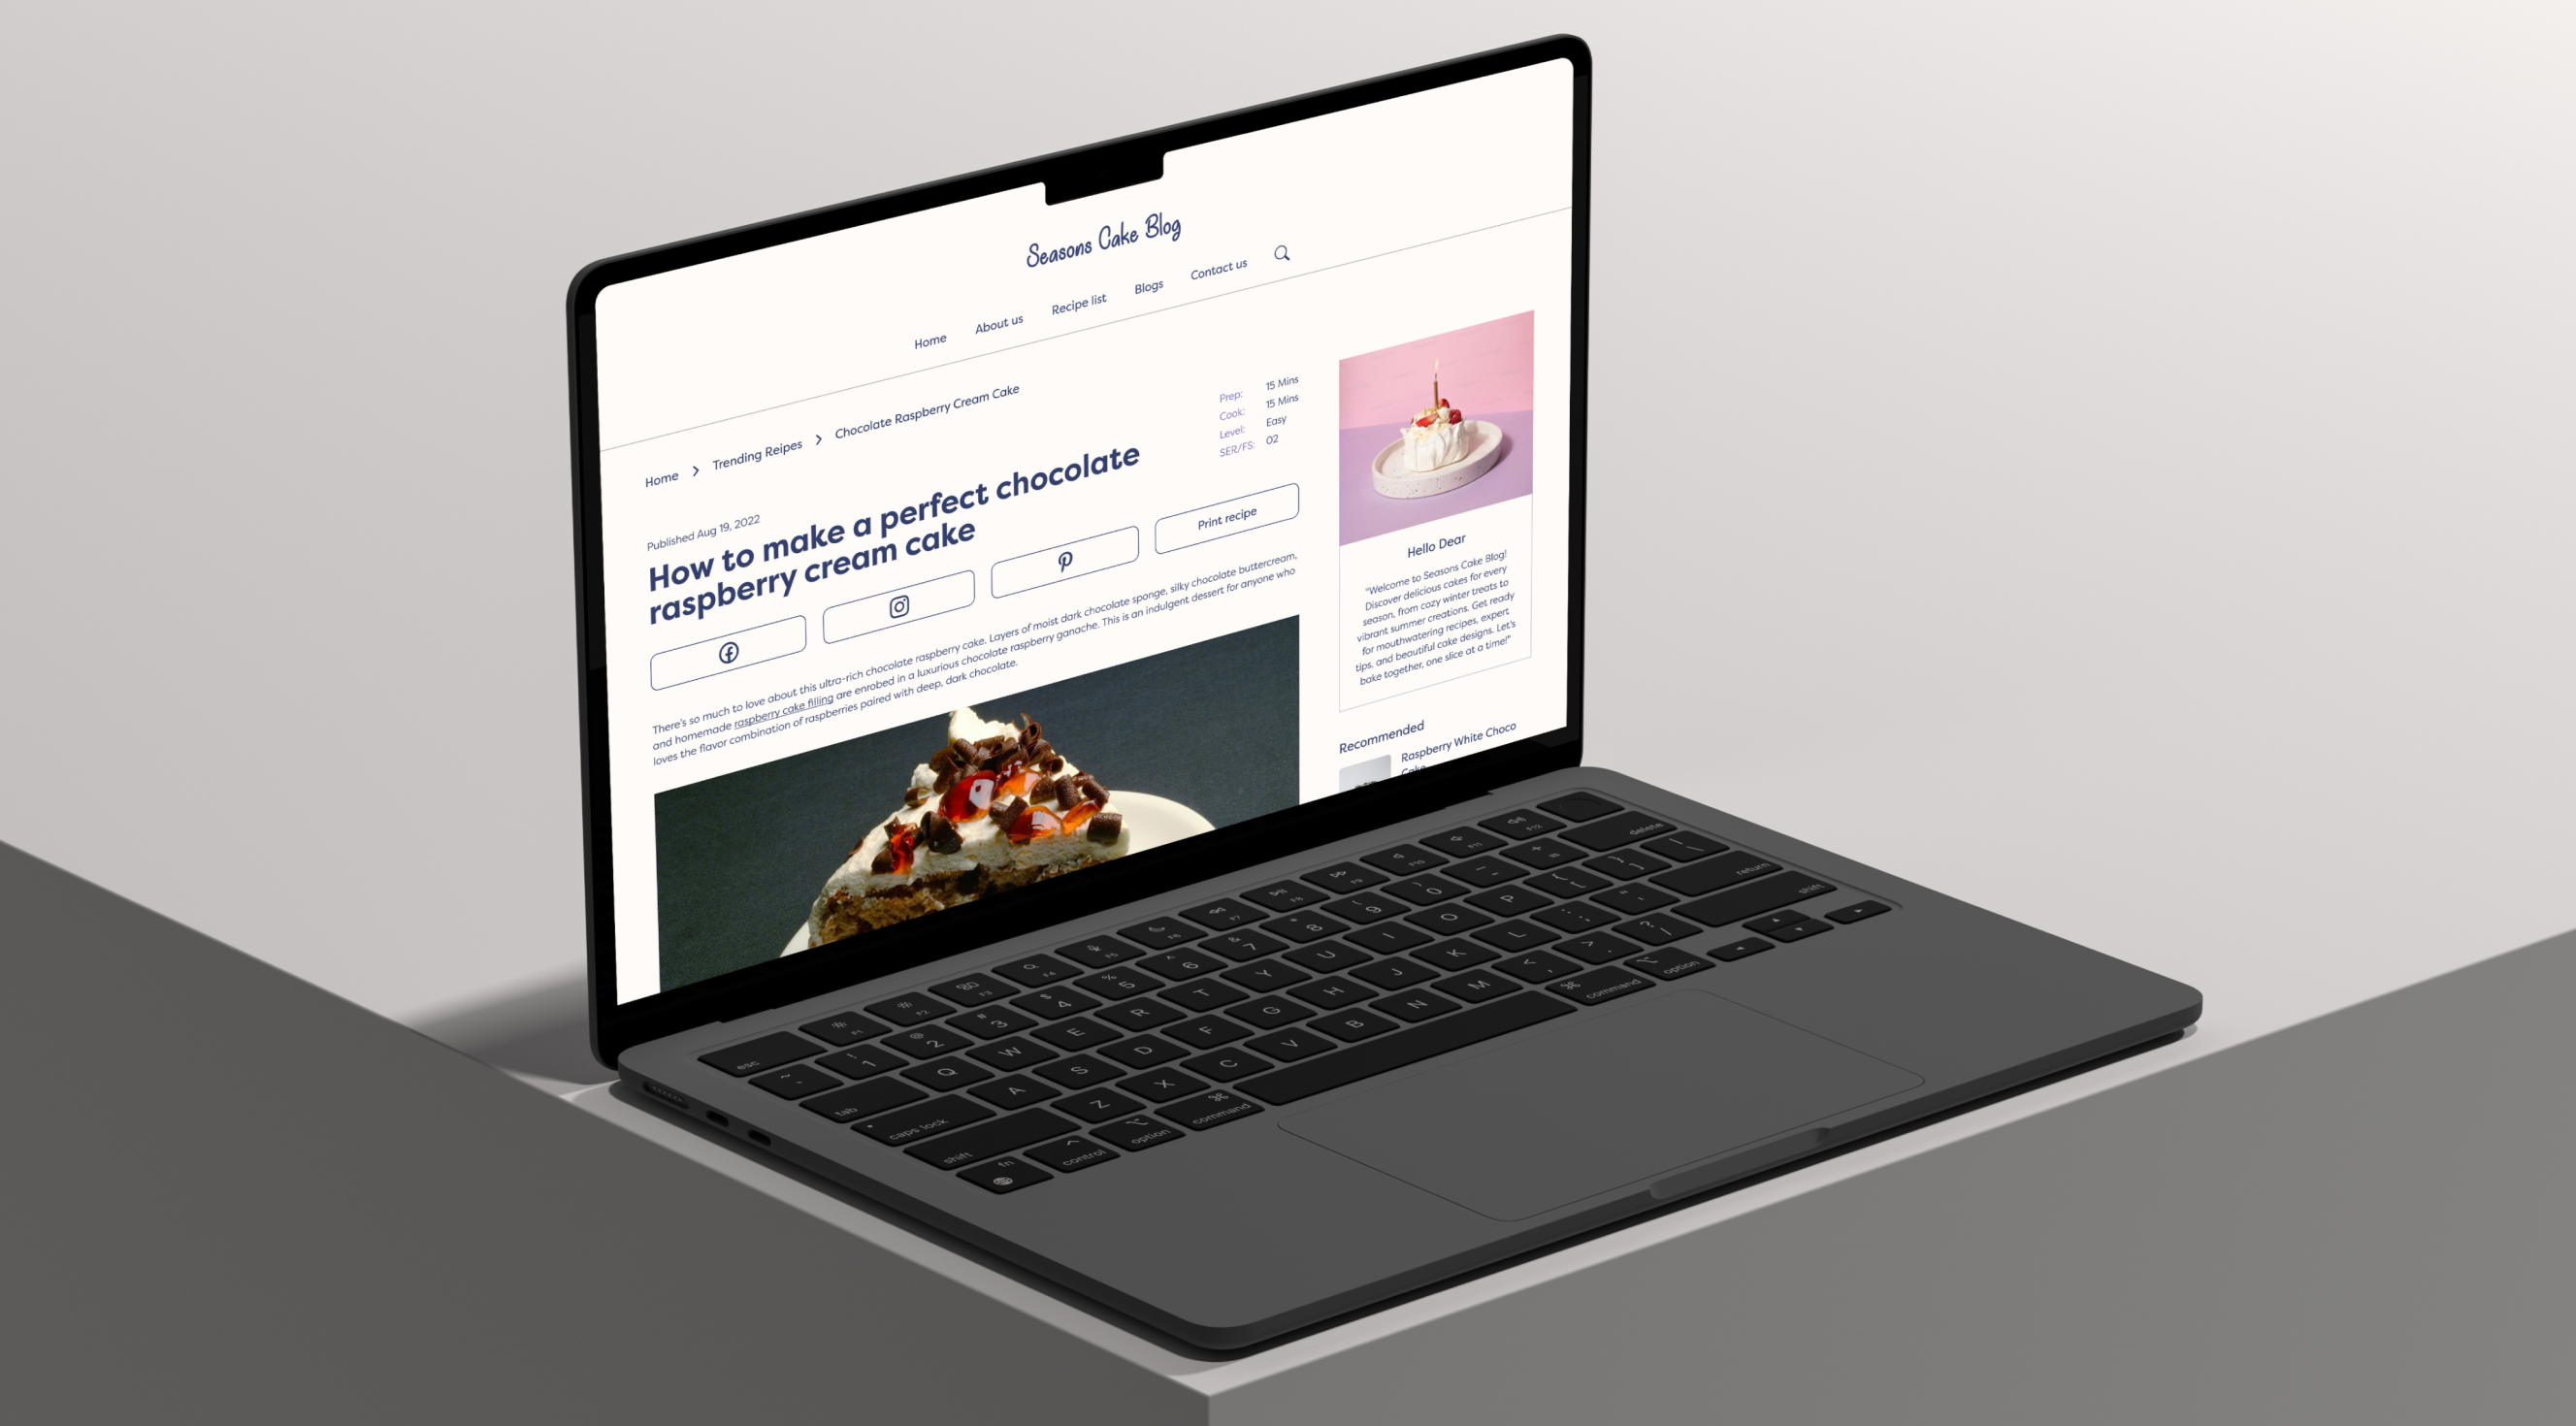 Seasons Cake Blog
Home About us Recipe list Blogs Contact us
Home > Trending Reipes > Chocolate Raspberry Cream Cake
Published Aug 19, 2022
How to make a perfect chocolate
raspberry cream cake
Prep: 15 Mins
Cook: 15 Mins
Level: Easy
SER/FS: 02
Print recipe
There's so much to love about this ultra-rich chocolate raspberry cake. Layers of moist dark chocolate sponge, silky chocolate buttercream,
and homemade raspberry cake filling are enrobed in a luxurious chocolate raspberry ganache. This is an indulgent dessert for anyone who
loves the flavor combination of raspberries paired with deep, dark chocolate.
Hello Dear
"Welcome to Seasons Cake Blog!
Discover delicious cakes for every
season, from cozy winter treats to
vibrant summer creations. Get ready
for mouthwatering recipes, expert
tips, and beautiful cake designs. Let's
bake together, one slice at a time!"
Recommended
Raspberry White Choco
Cake
esc F1 F2 F3 F4 F5 F6 F7 F8 F9 F10 F11 F12
~ ` ! 1 @ 2 # 3 $ 4 % 5 ^ 6 & 7 * 8 ( 9 ) 0 — - + = delete
tab Q W E R T Y U I O P { [ } ] | \
caps lock A S D F G H J K L : ; " ' return
shift Z X C V B N M < , > . ? / shift
fn control option command command option